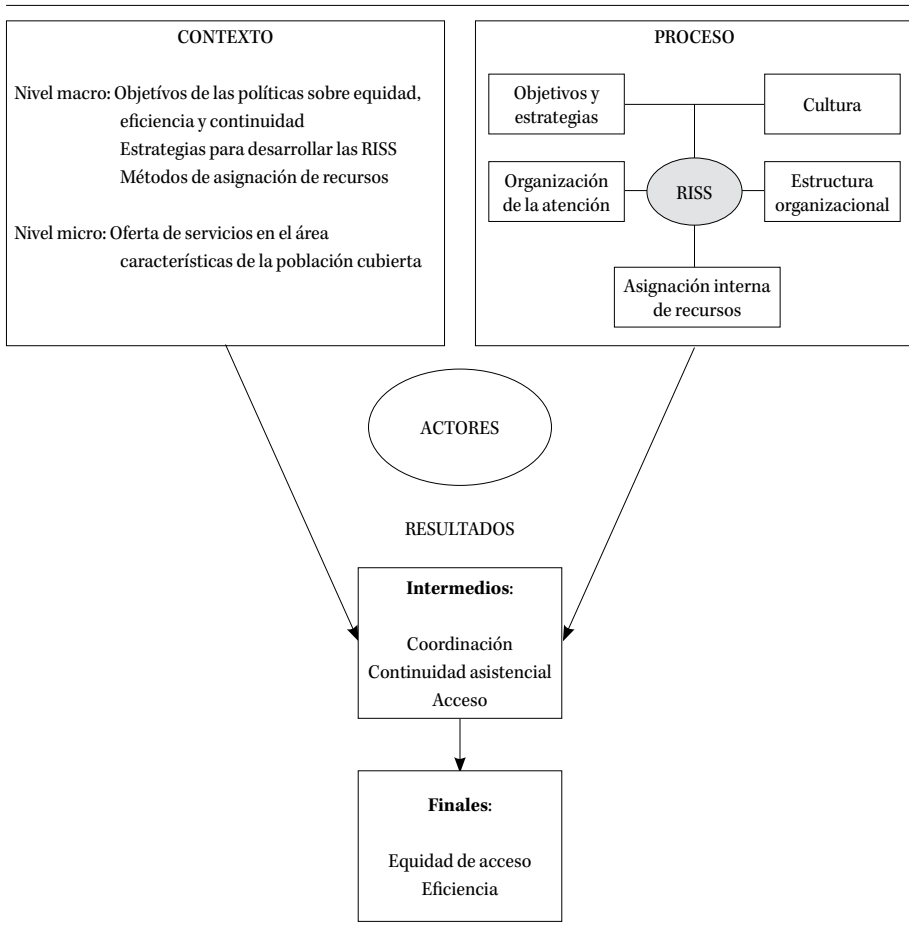 CONTEXTO
Nivel macro: Objetívos de las políticas sobre equidad,
eficiencia y continuidad
Estrategias para desarrollar las RISS
Métodos de asignación de recursos
Nivel micro: Oferta de servicios en el área
características de la población cubierta
PROCESO
Objetivos y
estrategias
Cultura
Organización
de la atención
RISS
Estructura
organizacional
Asignación interna
de recursos
ACTORES
RESULTADOS
Intermedios:
Coordinación
Continuidad asistencial
Acceso
Finales:
Equidad de acceso
Eficiencia